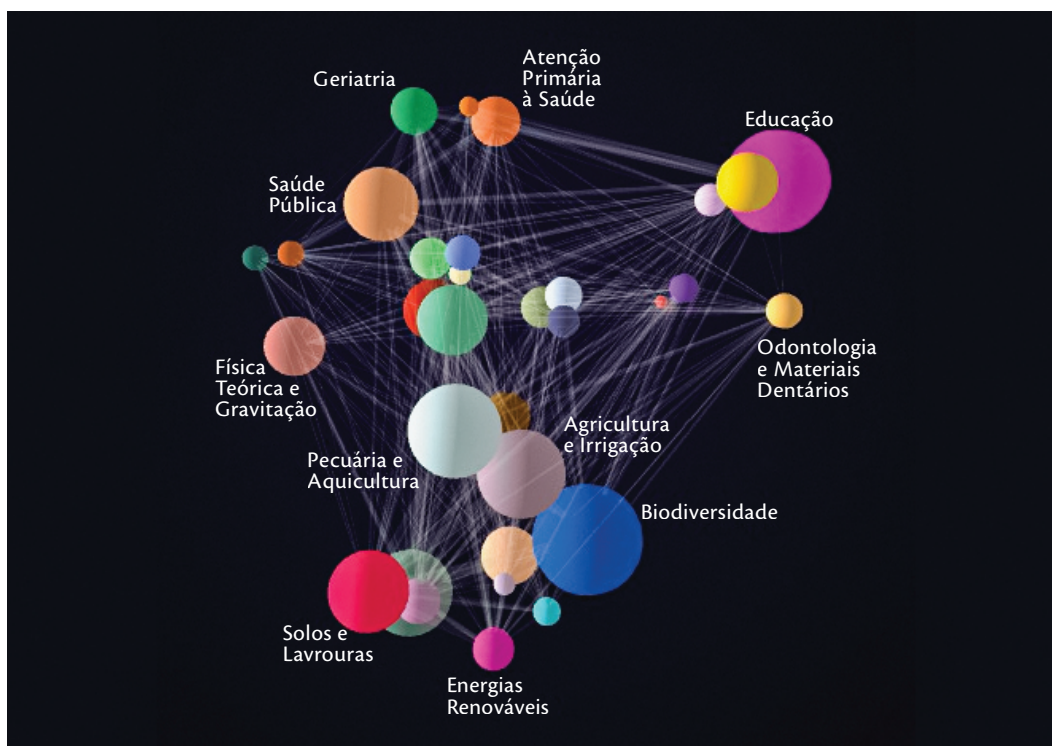 Geriatria
Atenção
Primária
à Saúde
Educação
Saúde
Pública
Física
Teórica e
Gravitação
Odontologia
e Materiais
Dentários
Pecuária e
Aquicultura
Agricultura
e Irrigação
Biodiversidade
Solos e
Lavrouras
Energias
Renováveis